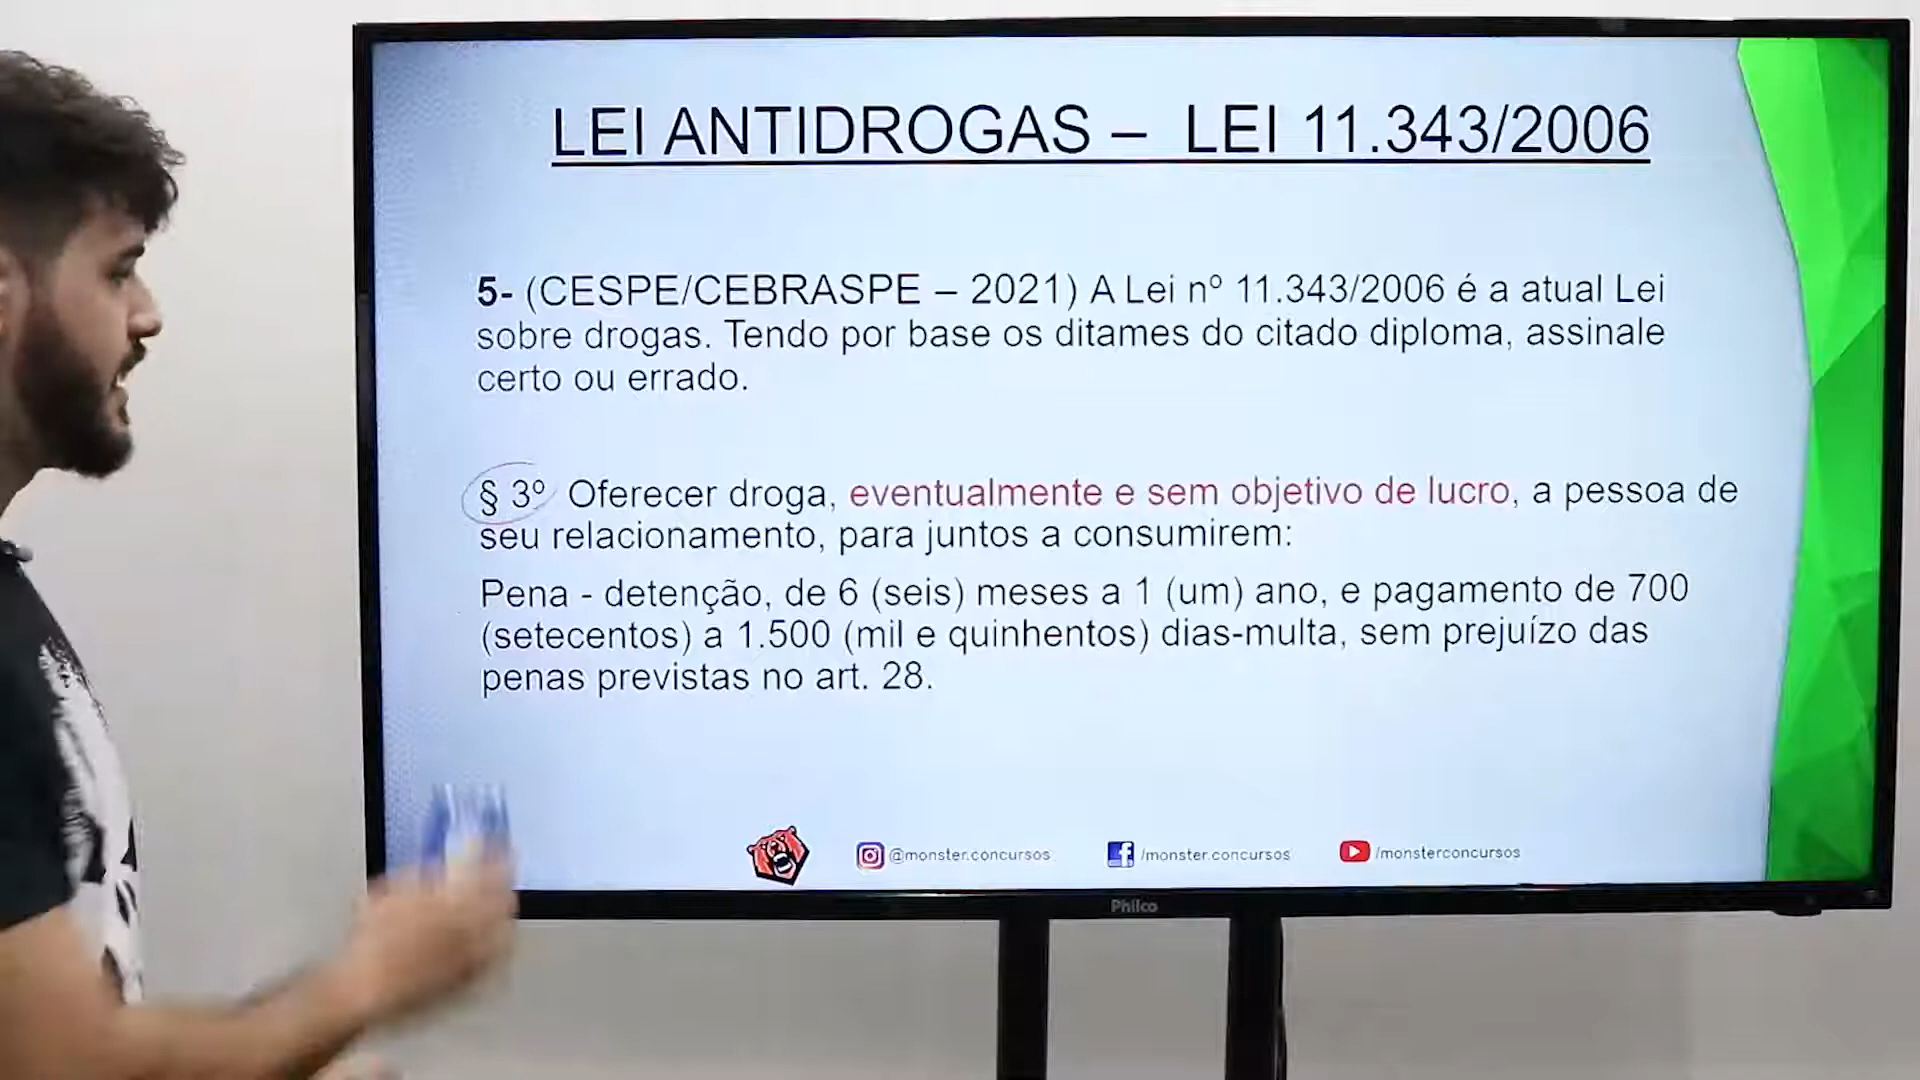 LEI ANTIDROGAS – LEI 11.343/2006
5- (CESPE/CEBRASPE – 2021) A Lei nº 11.343/2006 é a atual Lei
sobre drogas. Tendo por base os ditames do citado diploma, assinale
certo ou errado.
§ 3º Oferecer droga, eventualmente e sem objetivo de lucro, a pessoa de
seu relacionamento, para juntos a consumirem:
Pena - detenção, de 6 (seis) meses a 1 (um) ano, e pagamento de 700
(setecentos) a 1.500 (mil e quinhentos) dias-multa, sem prejuízo das
penas previstas no art. 28.
@monster.concursos /monster.concursos /monsterconcursos
Philco